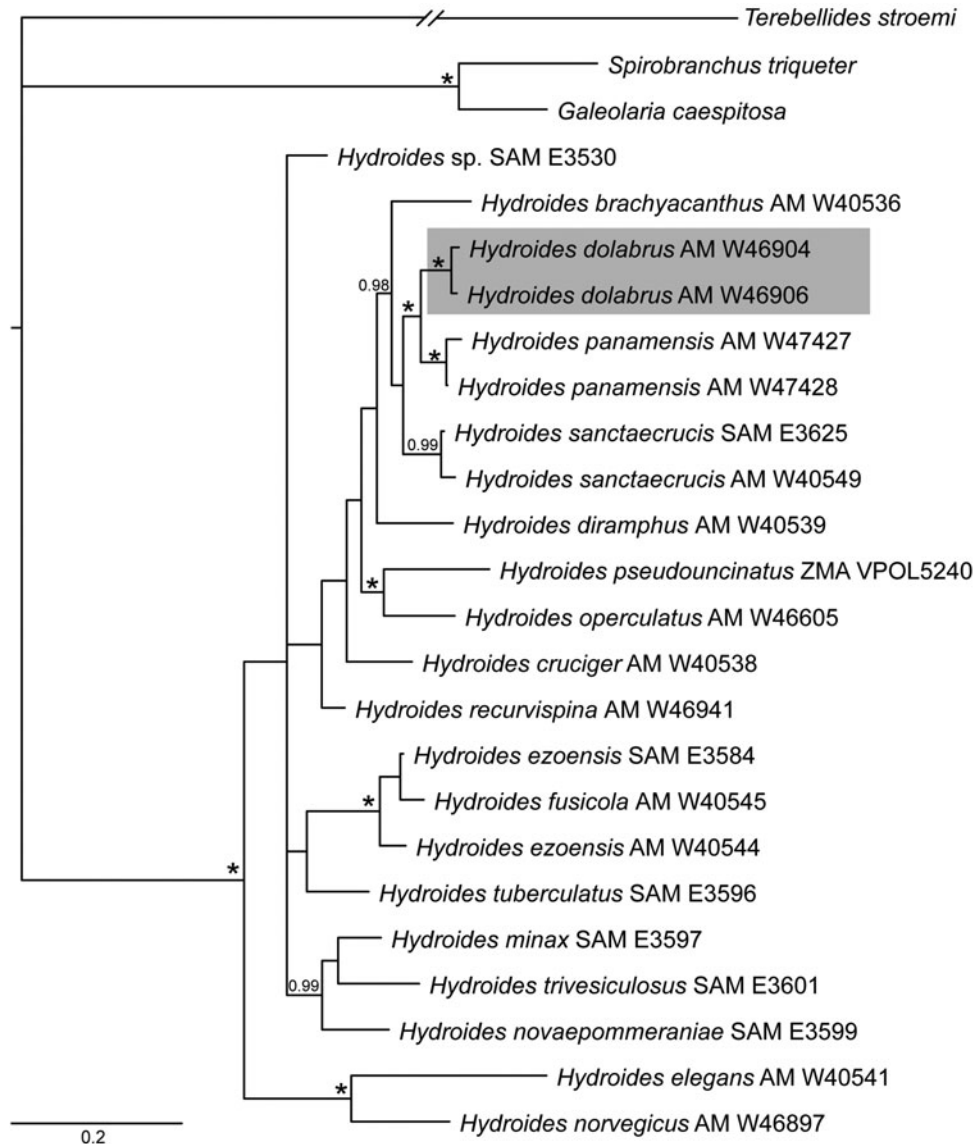 Terebellides stroemi
* Spirobranchus triqueter
Galeolaria caespitosa
Hydroides sp. SAM E3530
Hydroides brachyacanthus AM W40536
* Hydroides dolabrus AM W46904
0.98
Hydroides dolabrus AM W46906
*
Hydroides panamensis AM W47427
*
Hydroides panamensis AM W47428
Hydroides sanctaecrucis SAM E3625
0.99
Hydroides sanctaecrucis AM W40549
Hydroides diramphus AM W40539
Hydroides pseudouncinatus ZMA VPOL5240
*
Hydroides operculatus AM W46605
Hydroides cruciger AM W40538
Hydroides recurvispina AM W46941
Hydroides ezoensis SAM E3584
*
Hydroides fusicola AM W40545
Hydroides ezoensis AM W40544
*
Hydroides tuberculatus SAM E3596
Hydroides minax SAM E3597
0.99
Hydroides trivesiculosus SAM E3601
Hydroides novaepommeraniae SAM E3599
Hydroides elegans AM W40541
*
Hydroides norvegicus AM W46897
0.2